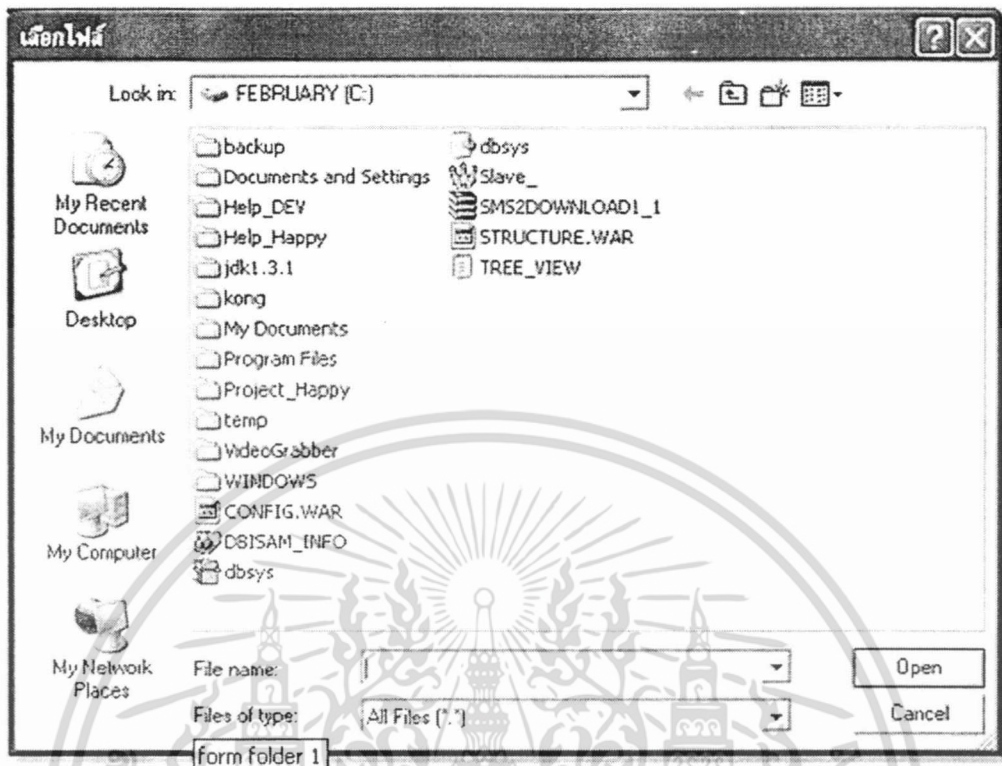 เลือกไฟล์
Look in: FEBRUARY (C:)
My Recent Documents
Desktop
My Documents
My Computer
My Network Places
backup
Documents and Settings
Help_DEV
Help_Happy
jdk1.3.1
kong
My Documents
Program Files
Project_Happy
temp
VideoGrabber
WINDOWS
CONFIG.WAR
DBISAM_INFO
dbsys
dbsys
Slave_
SMS2DOWNLOAD1_1
STRUCTURE.WAR
TREE_VIEW
File name:
Open
Files of type: All Files (*.*)
Cancel
form folder 1